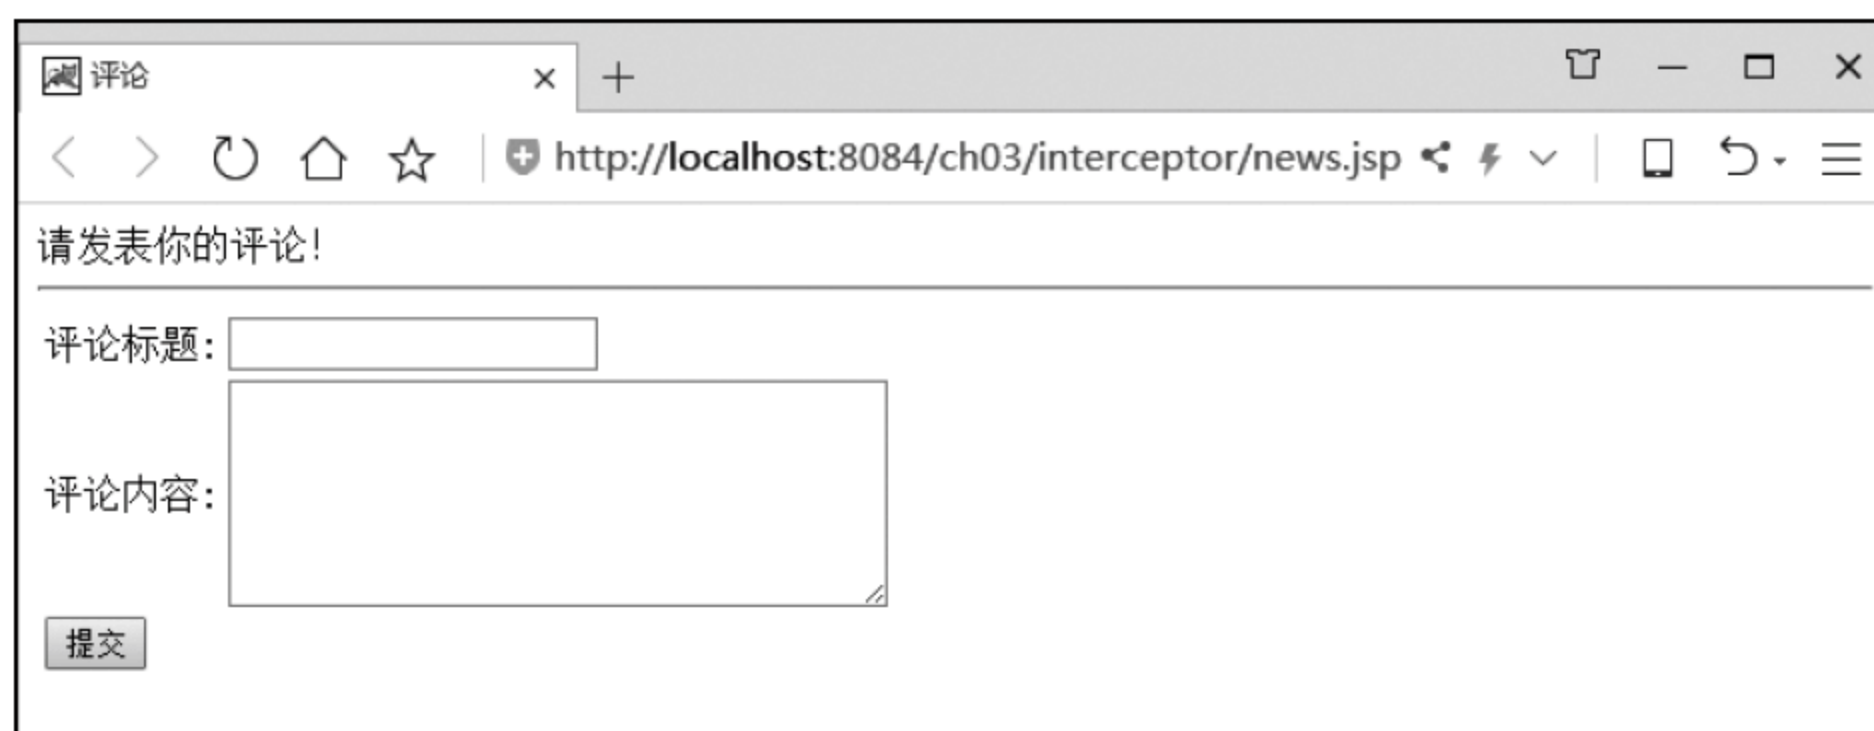 评论
http://localhost:8084/ch03/interceptor/news.jsp
请发表你的评论！
评论标题：
评论内容：
提交